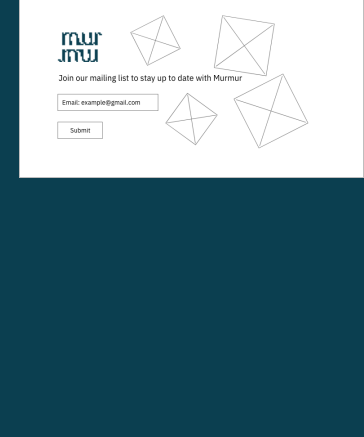 mur
mur
Join our mailing list to stay up to date with Murmur
Email: example@gmail.com
Submit